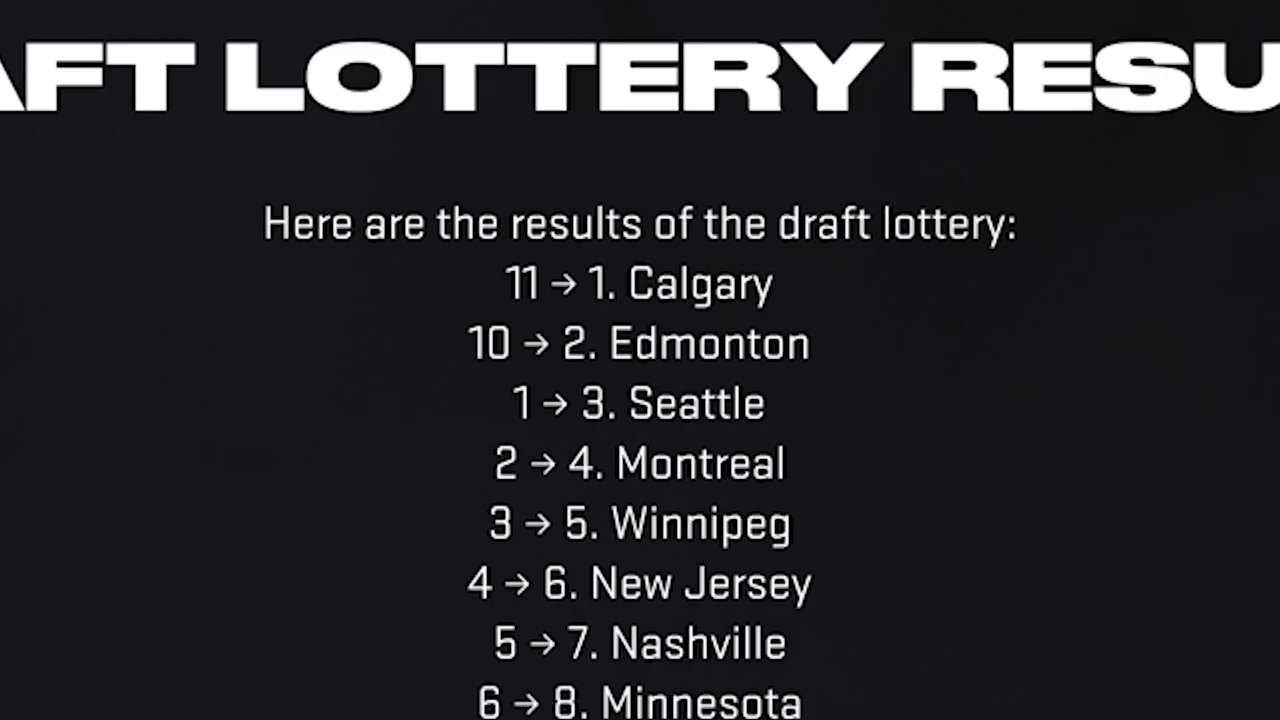 AFT LOTTERY RESU
Here are the results of the draft lottery:
11 → 1. Calgary
10 → 2. Edmonton
1 → 3. Seattle
2 → 4. Montreal
3 → 5. Winnipeg
4 → 6. New Jersey
5 → 7. Nashville
6 → 8. Minnesota